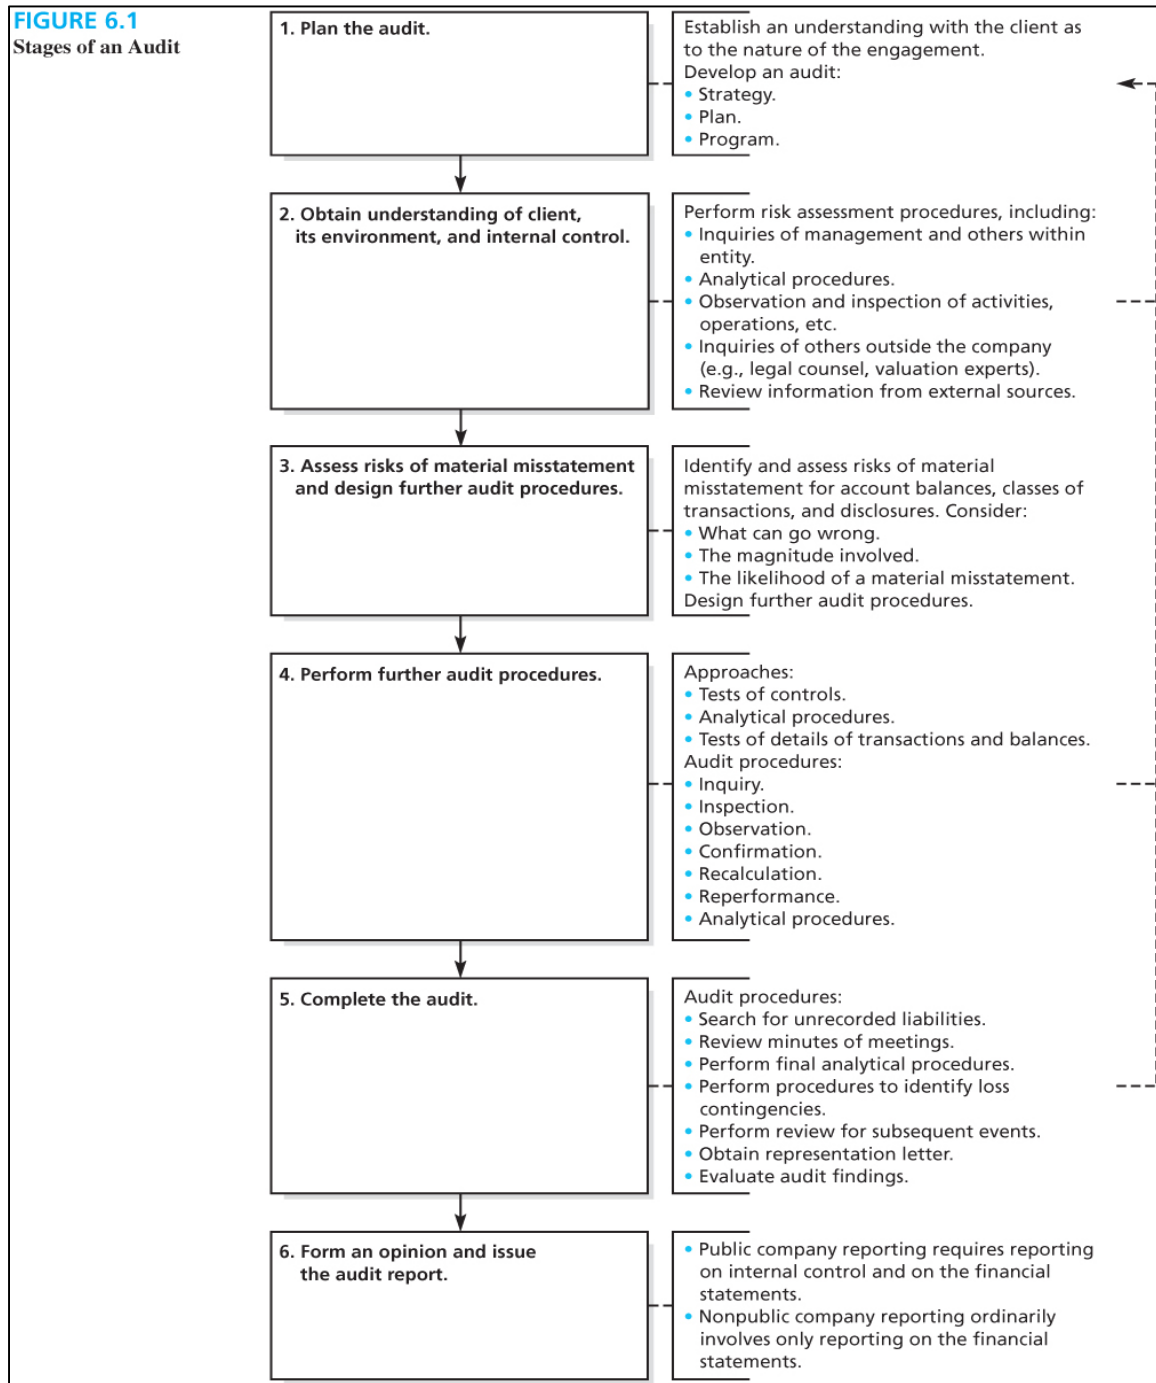 FIGURE 6.1
Stages of an Audit
1. Plan the audit.
Establish an understanding with the client as
to the nature of the engagement.
Develop an audit:
• Strategy.
• Plan.
• Program.
2. Obtain understanding of client,
its environment, and internal control.
Perform risk assessment procedures, including:
• Inquiries of management and others within
entity.
• Analytical procedures.
• Observation and inspection of activities,
operations, etc.
• Inquiries of others outside the company
(e.g., legal counsel, valuation experts).
• Review information from external sources.
3. Assess risks of material misstatement
and design further audit procedures.
Identify and assess risks of material
misstatement for account balances, classes of
transactions, and disclosures. Consider:
• What can go wrong.
• The magnitude involved.
• The likelihood of a material misstatement.
Design further audit procedures.
4. Perform further audit procedures.
Approaches:
• Tests of controls.
• Analytical procedures.
• Tests of details of transactions and balances.
Audit procedures:
• Inquiry.
• Inspection.
• Observation.
• Confirmation.
• Recalculation.
• Reperformance.
• Analytical procedures.
5. Complete the audit.
Audit procedures:
• Search for unrecorded liabilities.
• Review minutes of meetings.
• Perform final analytical procedures.
• Perform procedures to identify loss
contingencies.
• Perform review for subsequent events.
• Obtain representation letter.
• Evaluate audit findings.
6. Form an opinion and issue
the audit report.
• Public company reporting requires reporting
on internal control and on the financial
statements.
• Nonpublic company reporting ordinarily
involves only reporting on the financial
statements.